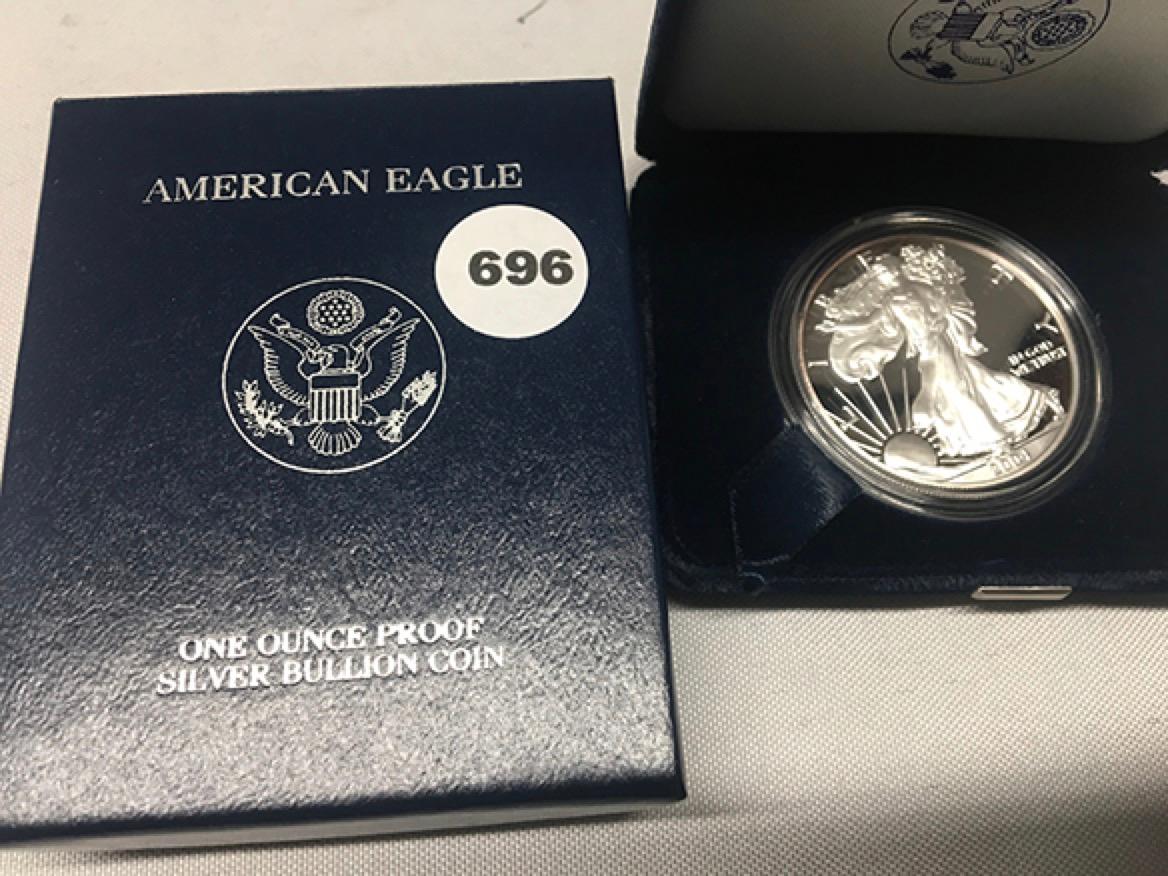 AMERICAN EAGLE
696
ONE OUNCE PROOF
SILVER BULLION COIN
LIBERTY
IN GOD
WE TRUST